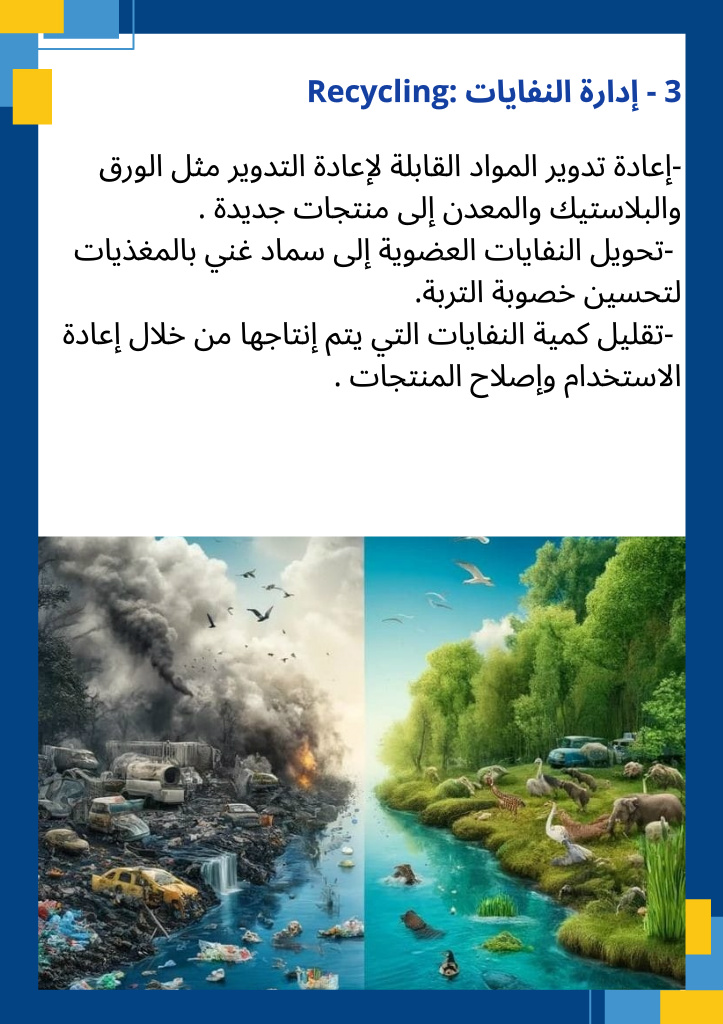 3 - إدارة النفايات :Recycling
-إعادة تدوير المواد القابلة لإعادة التدوير مثل الورق
والبلاستيك والمعدن إلى منتجات جديدة .
-تحويل النفايات العضوية إلى سماد غني بالمغذيات
لتحسين خصوبة التربة.
-تقليل كمية النفايات التي يتم إنتاجها من خلال إعادة
الاستخدام وإصلاح المنتجات .